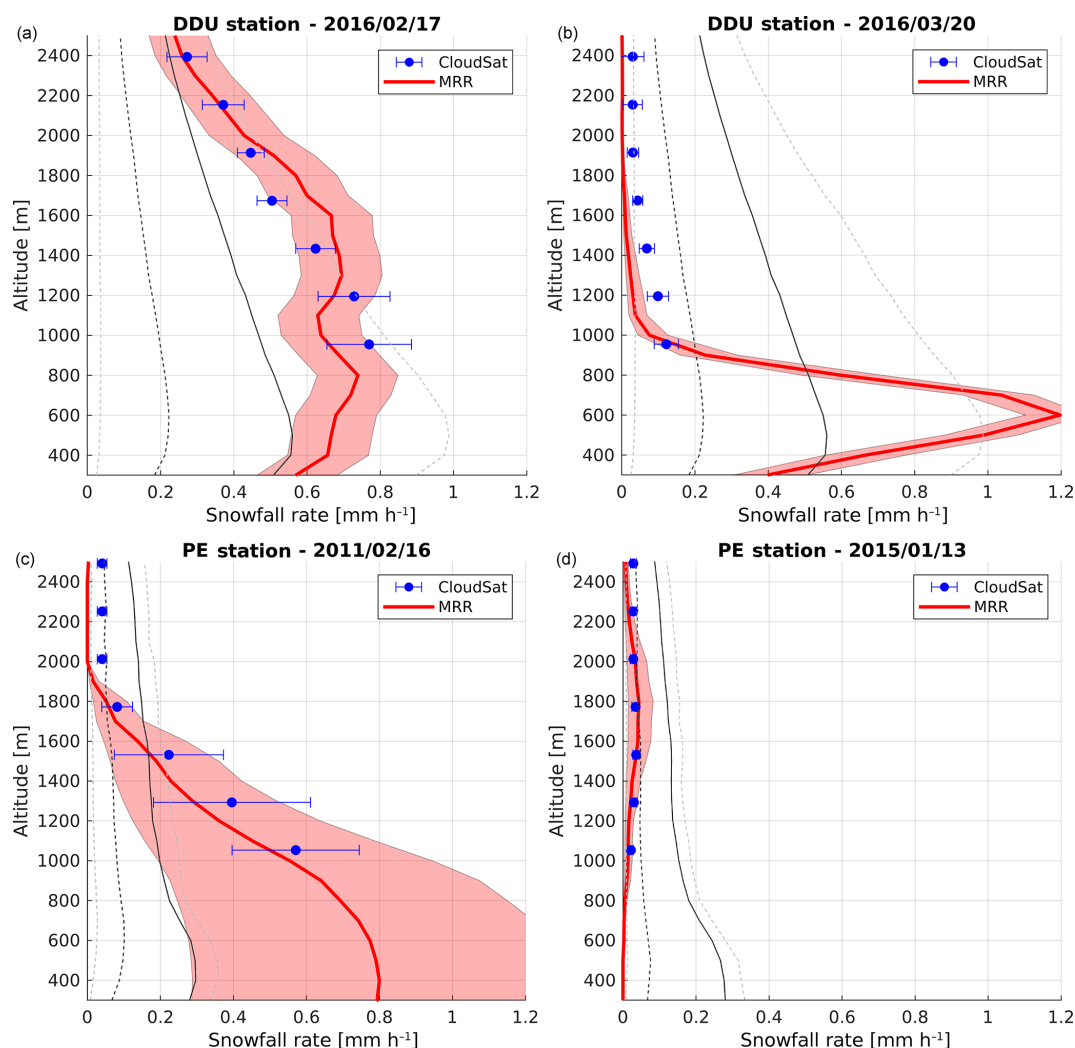 (a)
DDU station - 2016/02/17
CloudSat
MRR
Altitude [m]
2400
2200
2000
1800
1600
1400
1200
1000
800
600
400
0 0.2 0.4 0.6 0.8 1 1.2
Snowfall rate [mm h⁻¹]
(b)
DDU station - 2016/03/20
CloudSat
MRR
Altitude [m]
2400
2200
2000
1800
1600
1400
1200
1000
800
600
400
0 0.2 0.4 0.6 0.8 1 1.2
Snowfall rate [mm h⁻¹]
(c)
PE station - 2011/02/16
CloudSat
MRR
Altitude [m]
2400
2200
2000
1800
1600
1400
1200
1000
800
600
400
0 0.2 0.4 0.6 0.8 1 1.2
Snowfall rate [mm h⁻¹]
(d)
PE station - 2015/01/13
CloudSat
MRR
Altitude [m]
2400
2200
2000
1800
1600
1400
1200
1000
800
600
400
0 0.2 0.4 0.6 0.8 1 1.2
Snowfall rate [mm h⁻¹]